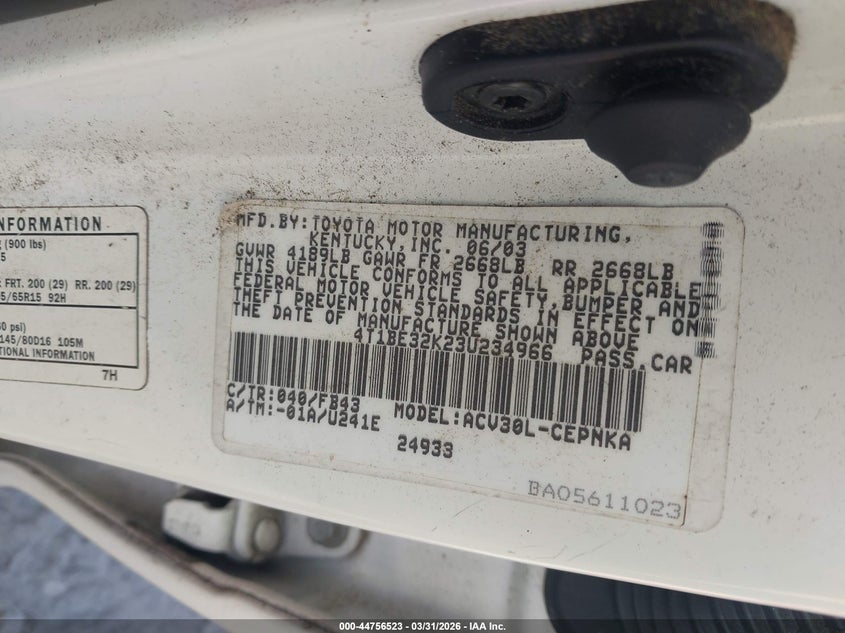 NFORMATION
(900 lbs)
5
FRT. 200 (29) RR. 200 (29)
5/65R15 92H
0 psi)
145/80D16 105M
TIONAL INFORMATION
7H
MFD.BY:TOYOTA MOTOR MANUFACTURING,
KENTUCKY,INC. 06/03
GVWR 4189LB GAWR FR 2668LB RR 2668LB
THIS VEHICLE CONFORMS TO ALL APPLICABLE
FEDERAL MOTOR VEHICLE SAFETY,BUMPER AND
THEFT PREVENTION STANDARDS IN EFFECT ON
THE DATE OF MANUFACTURE SHOWN ABOVE
4T1BE32K23U234966 PASS.CAR
C/TR:040/FB43 MODEL:ACV30L-CEPNKA
A/TM:-01A/U241E
24933
BAO5611023
000-44756523 — 03/31/2026 — IAA Inc.